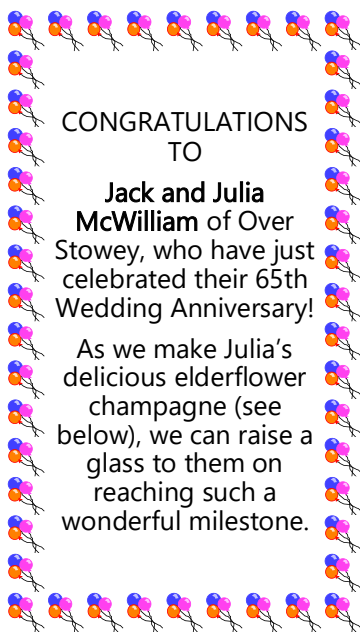 CONGRATULATIONS
TO
Jack and Julia
McWilliam of Over
Stowey, who have just
celebrated their 65th
Wedding Anniversary!
As we make Julia’s
delicious elderflower
champagne (see
below), we can raise a
glass to them on
reaching such a
wonderful milestone.